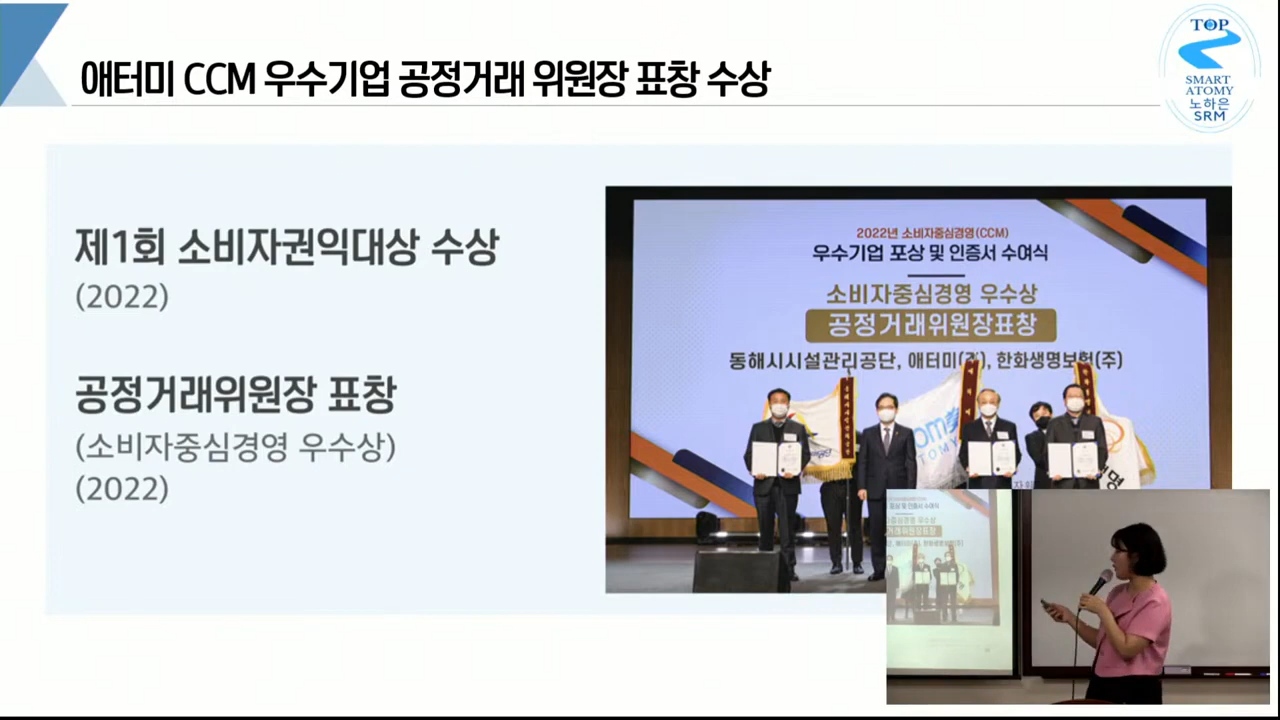 애터미 CCM 우수기업 공정거래 위원장 표창 수상
TOP
SMART
ATOMY
노하은
SRM
제1회 소비자권익대상 수상
(2022)
공정거래위원장 표창
(소비자중심경영 우수상)
(2022)
2022년 소비자중심경영(CCM)
우수기업 포상 및 인증서 수여식
소비자중심경영 우수상
공정거래위원장표창
동해시시설관리공단, 애터미(주), 한화생명보험(주)